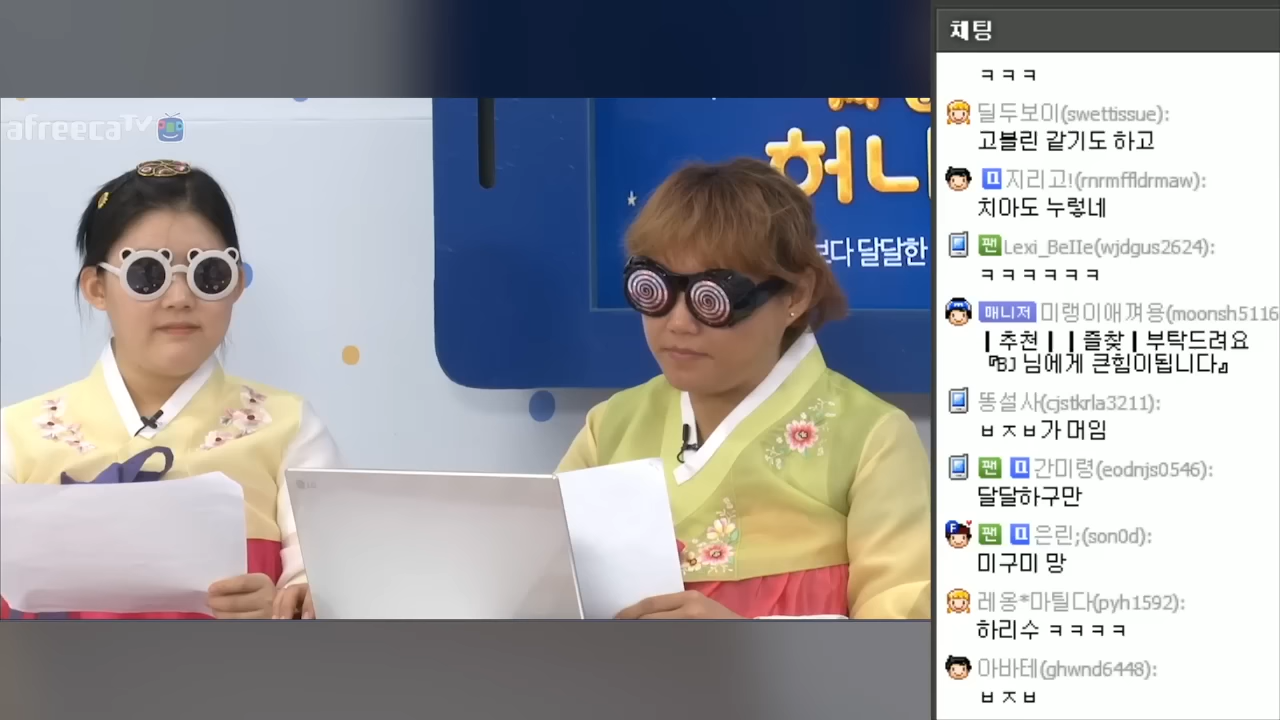 채팅
ㅋㅋㅋ
딜두보이(swettissue):
고블린 같기도 하고
지리고!(rnrmffldrmaw):
치아도 누렇네
팬 Lexi_BeIIe(wjdgus2624):
ㅋㅋㅋㅋㅋㅋ
매니저 미랭이애껴용(moonsh5116
┃추천┃┃즐찾┃부탁드려요
『BJ 님에게 큰힘이됩니다』
똥설사(cjstkrla3211):
ㅂㅈㅂ가 머임
팬 간미령(eodnjs0546):
달달하구만
팬 은린;(son0d):
미구미 망
레옹*마틸다(pyh1592):
하리수 ㅋㅋㅋㅋ
아바테(ghwnd6448):
ㅂㅈㅂ
afreecaTV
허니
보다 달달한
LG